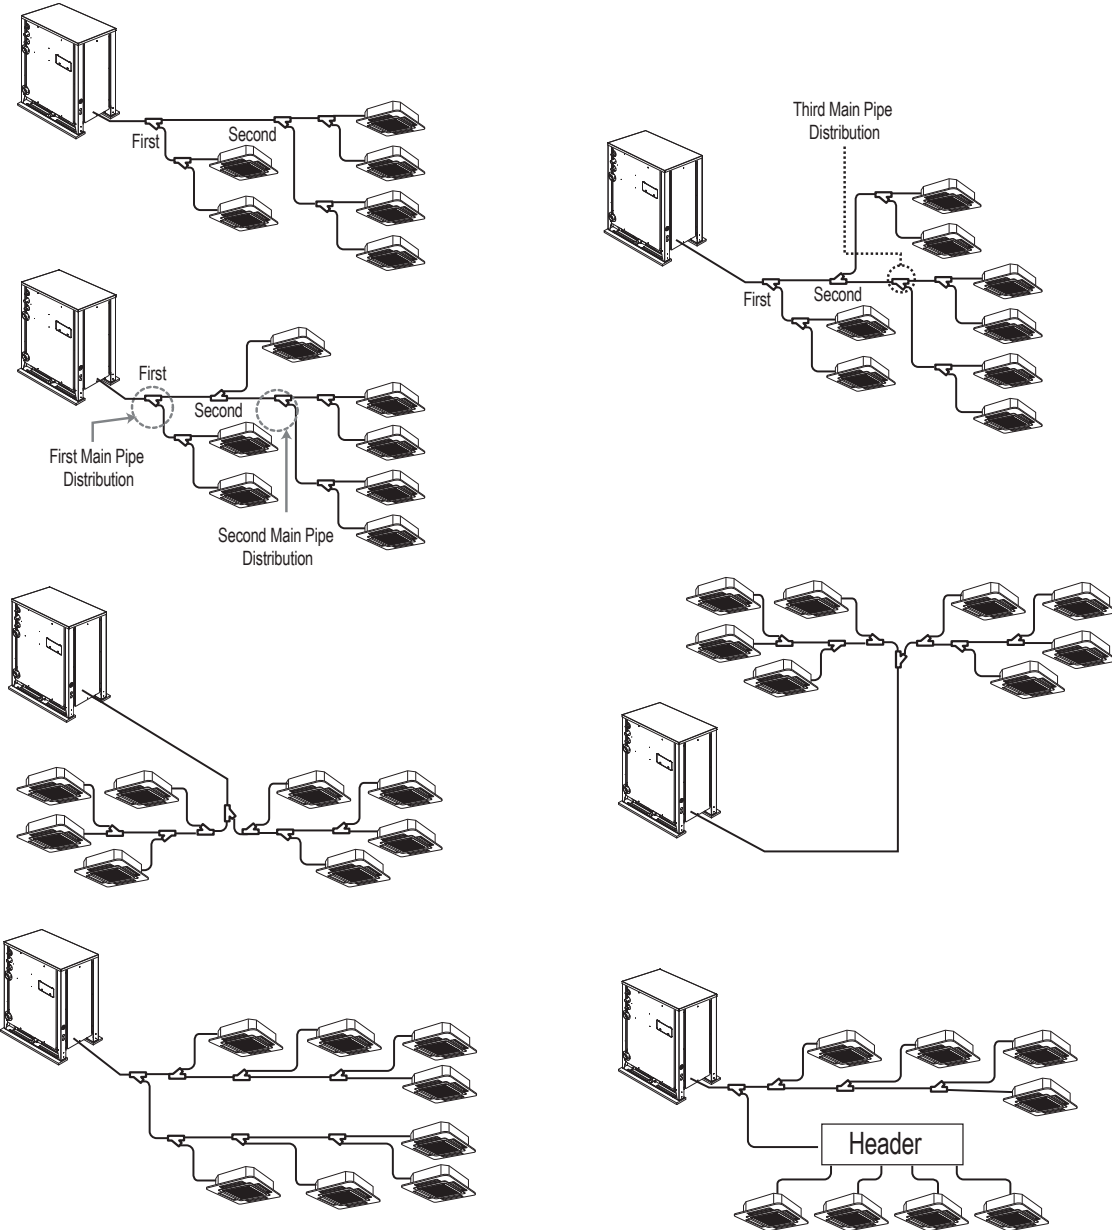 First
Second
First
Second
First Main Pipe
Distribution
Second Main Pipe
Distribution
Third Main Pipe
Distribution
First
Second
Header